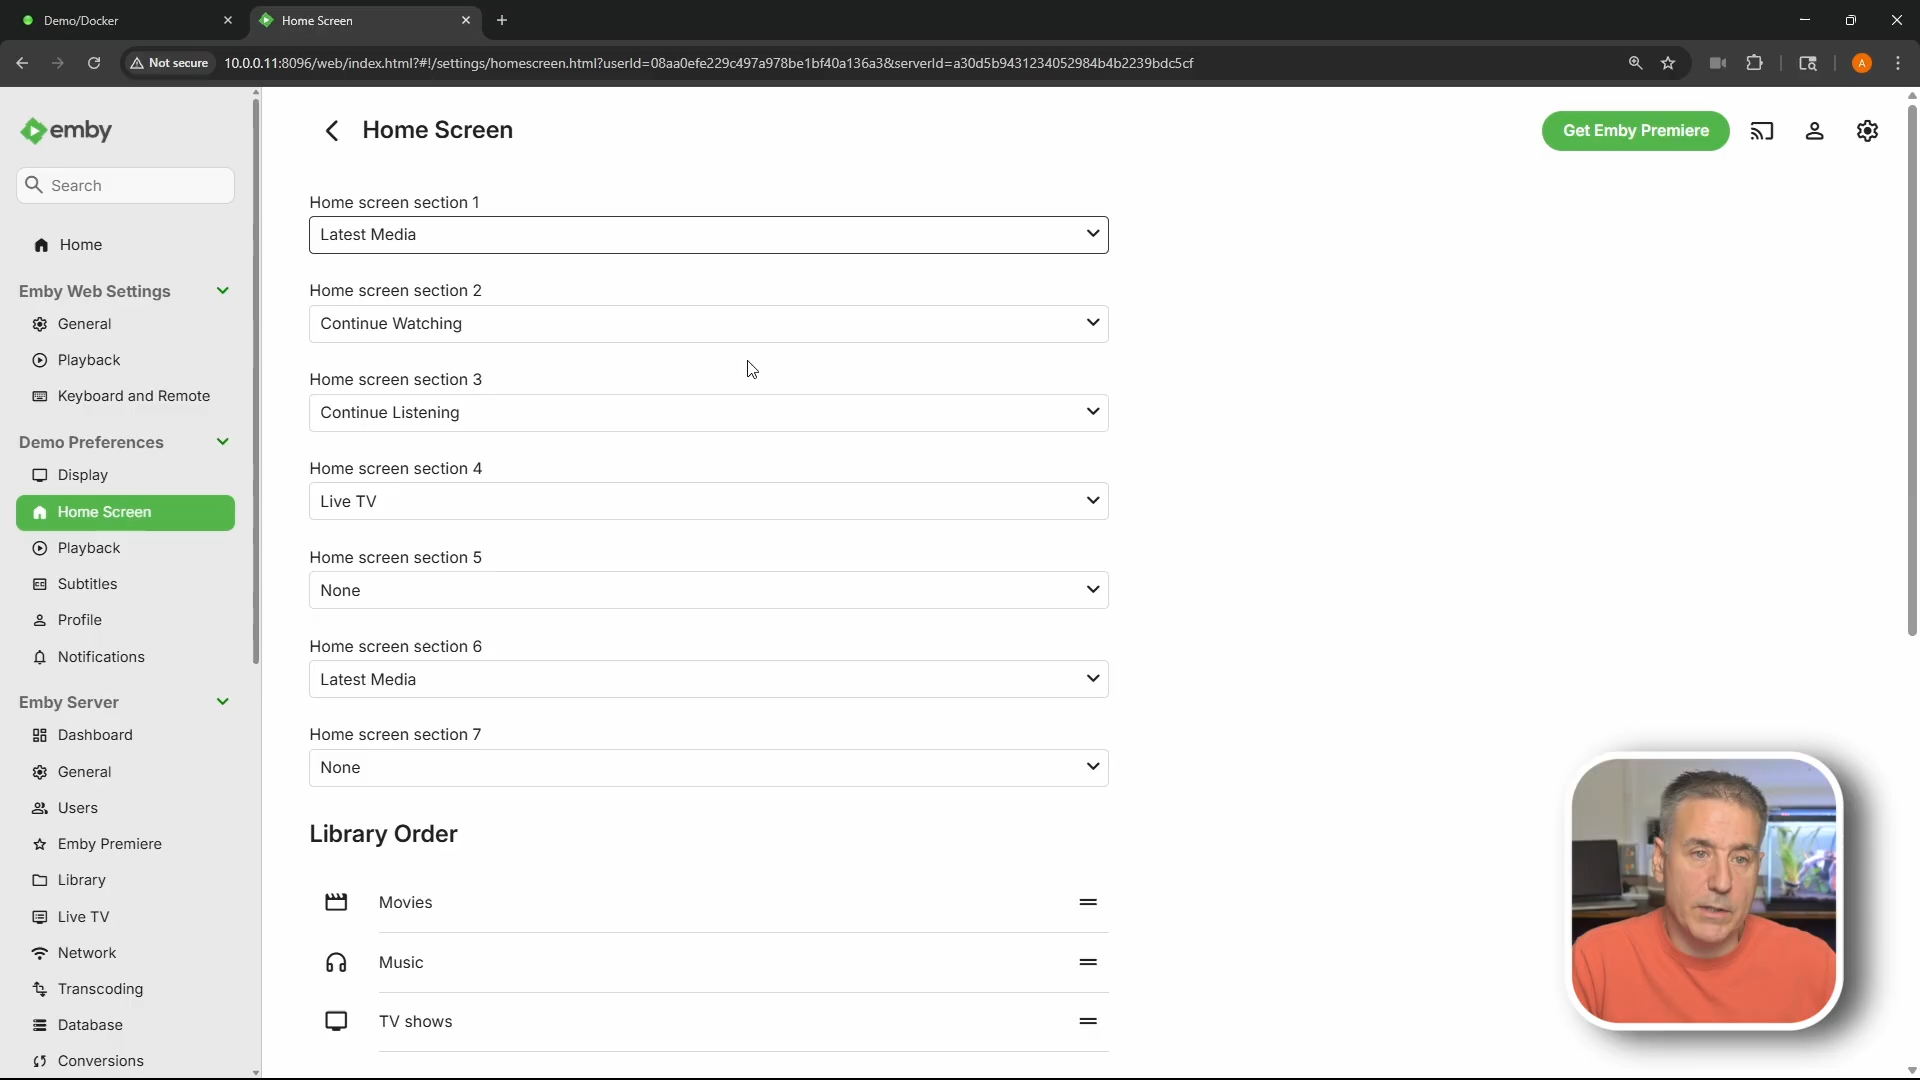 Demo/Docker
Home Screen
Not secure
10.0.0.11:8096/web/index.html?#!/settings/homescreen.html?userId=08aa0efe229c497a978be1bf40a136a3&serverId=a30d5b9431234052984b4b2239bdc5cf
A
emby
Home Screen
Get Emby Premiere
Search
Home
Emby Web Settings
General
Playback
Keyboard and Remote
Demo Preferences
Display
Home Screen
Playback
Subtitles
Profile
Notifications
Emby Server
Dashboard
General
Users
Emby Premiere
Library
Live TV
Network
Transcoding
Database
Conversions
Home screen section 1
Latest Media
Home screen section 2
Continue Watching
Home screen section 3
Continue Listening
Home screen section 4
Live TV
Home screen section 5
None
Home screen section 6
Latest Media
Home screen section 7
None
Library Order
Movies
Music
TV shows